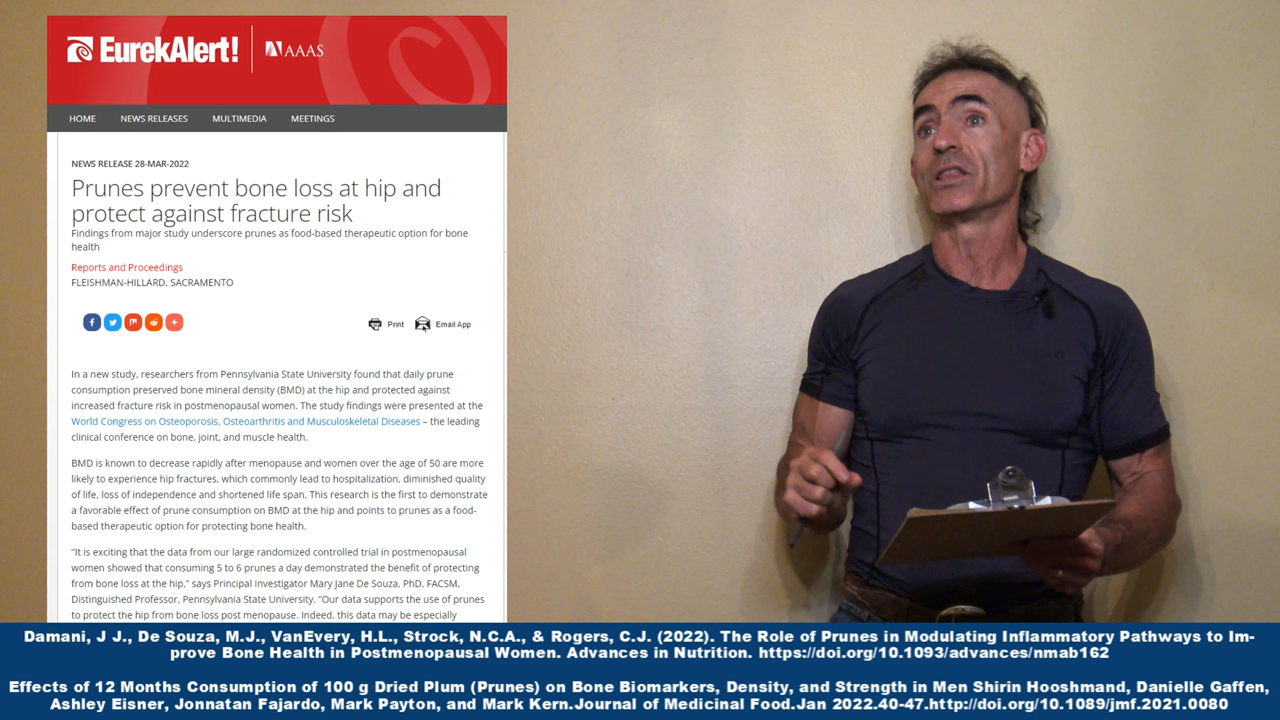 EurekAlert!
AAAS
HOME NEWS RELEASES MULTIMEDIA MEETINGS
NEWS RELEASE 28-MAR-2022
Prunes prevent bone loss at hip and
protect against fracture risk
Findings from major study underscore prunes as food-based therapeutic option for bone
health
Reports and Proceedings
FLEISHMAN-HILLARD, SACRAMENTO
Print Email App
In a new study, researchers from Pennsylvania State University found that daily prune
consumption preserved bone mineral density (BMD) at the hip and protected against
increased fracture risk in postmenopausal women. The study findings were presented at the
World Congress on Osteoporosis, Osteoarthritis and Musculoskeletal Diseases – the leading
clinical conference on bone, joint, and muscle health.
BMD is known to decrease rapidly after menopause and women over the age of 50 are more
likely to experience hip fractures, which commonly lead to hospitalization, diminished quality
of life, loss of independence and shortened life span. This research is the first to demonstrate
a favorable effect of prune consumption on BMD at the hip and points to prunes as a food-
based therapeutic option for protecting bone health.
“It is exciting that the data from our large randomized controlled trial in postmenopausal
women showed that consuming 5 to 6 prunes a day demonstrated the benefit of protecting
from bone loss at the hip,” says Principal Investigator Mary Jane De Souza, PhD, FACSM,
Distinguished Professor, Pennsylvania State University. “Our data supports the use of prunes
to protect the hip from bone loss post menopause. Indeed, this data may be especially
Damani, J J., De Souza, M.J., VanEvery, H.L., Strock, N.C.A., & Rogers, C.J. (2022). The Role of Prunes in Modulating Inflammatory Pathways to Im-
prove Bone Health in Postmenopausal Women. Advances in Nutrition. https://doi.org/10.1093/advances/nmab162
Effects of 12 Months Consumption of 100 g Dried Plum (Prunes) on Bone Biomarkers, Density, and Strength in Men Shirin Hooshmand, Danielle Gaffen,
Ashley Eisner, Jonnatan Fajardo, Mark Payton, and Mark Kern.Journal of Medicinal Food.Jan 2022.40-47.http://doi.org/10.1089/jmf.2021.0080